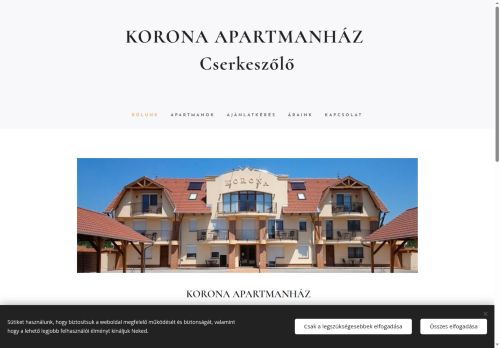 KORONA APARTMANHÁZ
Cserkeszőlő
RÓLUNK APARTMANOK AJÁNLATKÉRÉS ÁRAINK KAPCSOLAT
KORONA
KORONA APARTMANHÁZ
Sütiket használunk, hogy biztosítsuk a weboldal megfelelő működését és biztonságát, valamint
hogy a lehető legjobb felhasználói élményt kínáljuk Neked.
Csak a legszükségesebbek elfogadása
Összes elfogadása